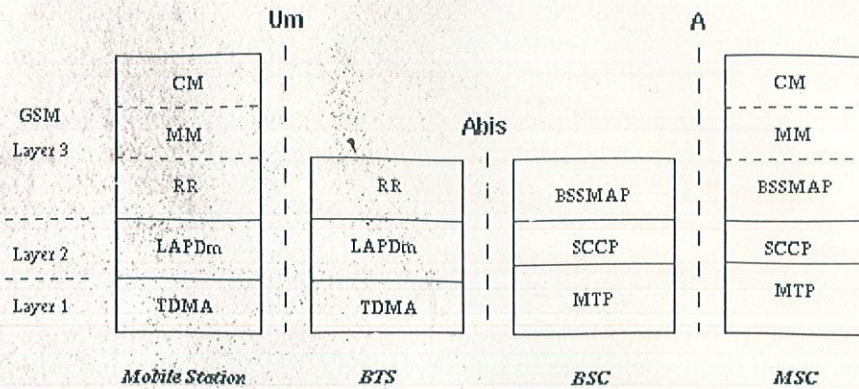 Um
A
Abis
GSM
Layer 3
Layer 2
Layer 1
CM
MM
RR
LAPDm
TDMA
RR
LAPDm
TDMA
BSSMAP
SCCP
MTP
CM
MM
BSSMAP
SCCP
MTP
Mobile Station
BTS
BSC
MSC